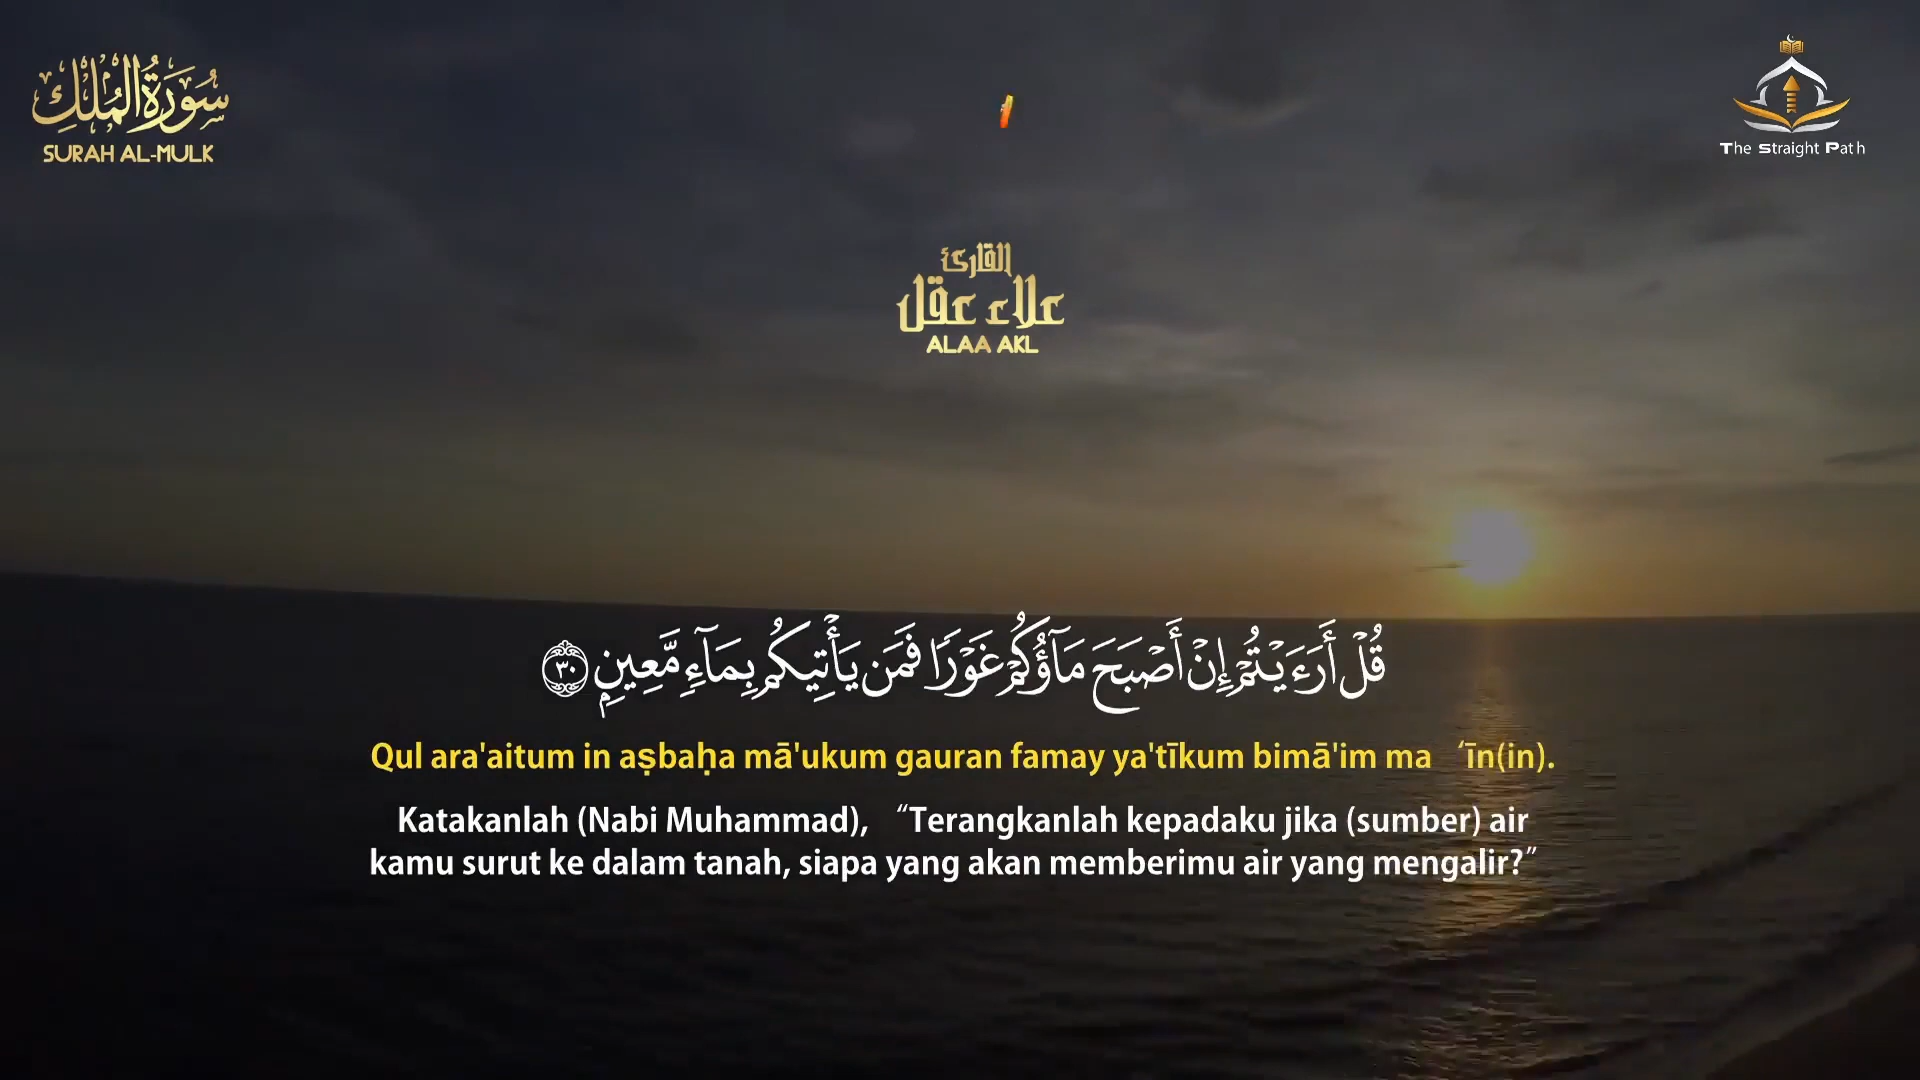 سُورَةُ الْمُلْكِ
SURAH AL-MULK
The Straight Path
القارئ
علاء عقل
ALAA AKL
قُلْ أَرَءَيْتُمْ إِنْ أَصْبَحَ مَآؤُكُمْ غَوْرًا فَمَن يَأْتِيكُم بِمَآءٍ مَّعِينٍۭ ٣٠
Qul ara'aitum in aṣbaḥa mā'ukum gauran famay ya'tīkum bimā'im ma ‘īn(in).
Katakanlah (Nabi Muhammad), “Terangkanlah kepadaku jika (sumber) air
kamu surut ke dalam tanah, siapa yang akan memberimu air yang mengalir?”